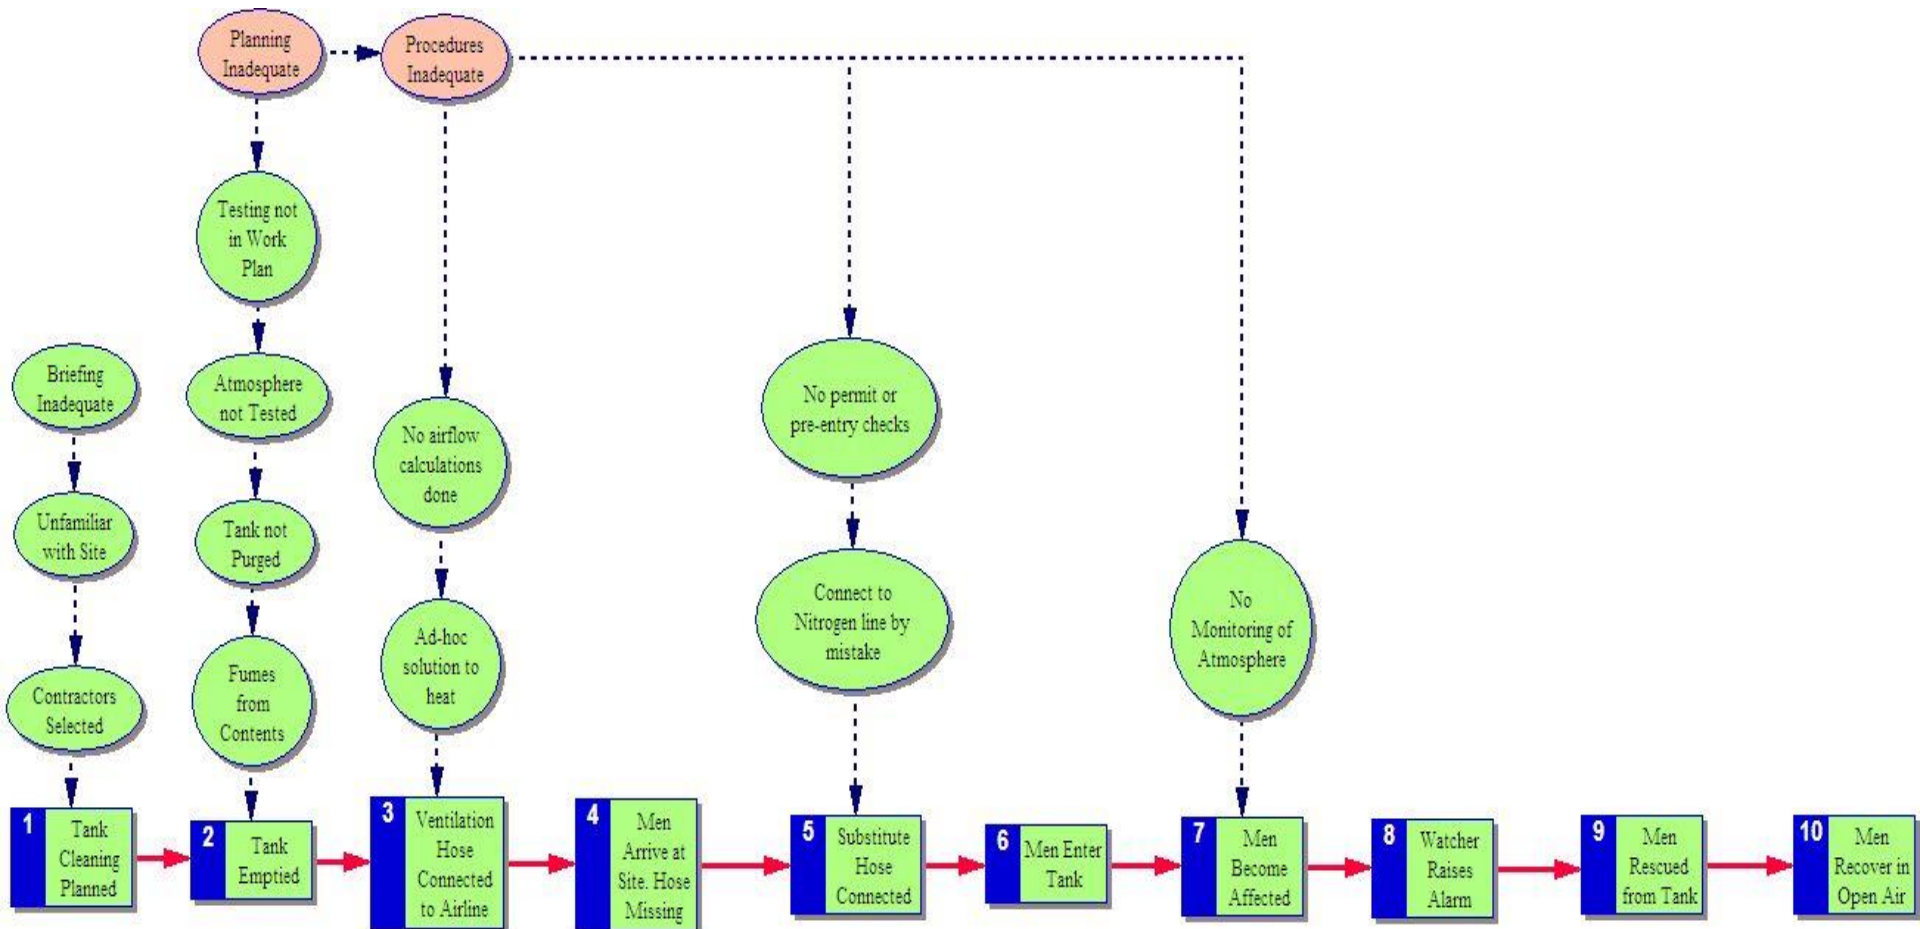 Planning
Inadequate
Procedures
Inadequate
Testing not
in Work
Plan
Briefing
Inadequate
Atmosphere
not Tested
No airflow
calculations
done
No permit or
pre-entry checks
Unfamiliar
with Site
Tank not
Purged
Connect to
Nitrogen line by
mistake
No
Monitoring of
Atmosphere
Contractors
Selected
Fumes
from
Contents
Ad-hoc
solution to
heat
1
Tank
Cleaning
Planned
2
Tank
Emptied
3
Ventilation
Hose
Connected
to Airline
4
Men
Arrive at
Site. Hose
Missing
5
Substitute
Hose
Connected
6
Men Enter
Tank
7
Men
Become
Affected
8
Watcher
Raises
Alarm
9
Men
Rescued
from Tank
10
Men
Recover in
Open Air